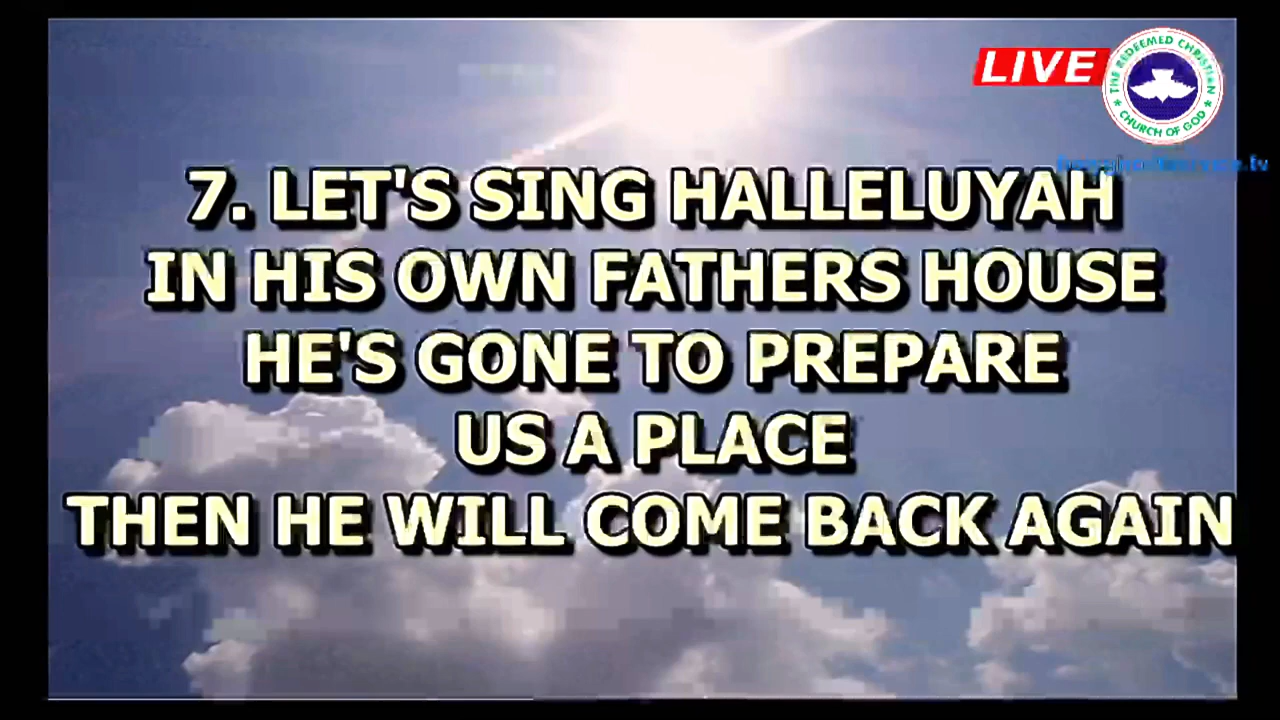 LIVE
THE REDEEMED CHRISTIAN
CHURCH OF GOD
7. LET'S SING HALLELUYAH
IN HIS OWN FATHERS HOUSE
HE'S GONE TO PREPARE
US A PLACE
THEN HE WILL COME BACK AGAIN